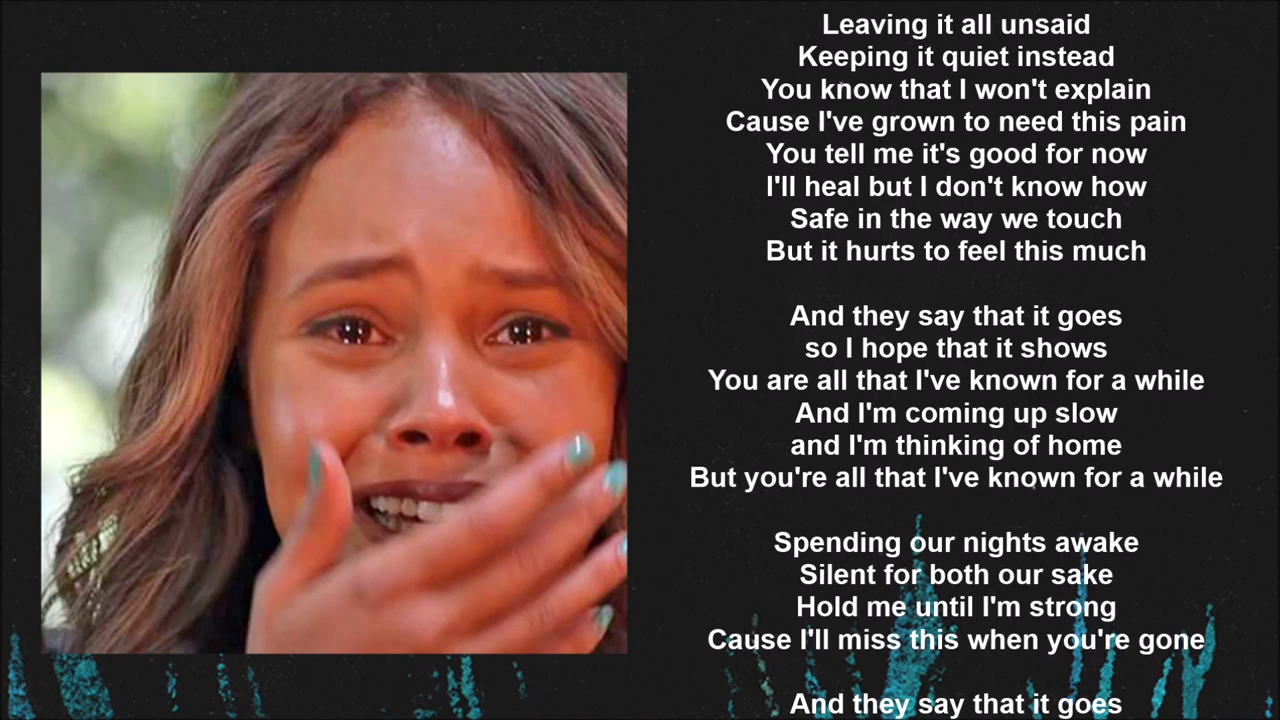 Leaving it all unsaid
Keeping it quiet instead
You know that I won't explain
Cause I've grown to need this pain
You tell me it's good for now
I'll heal but I don't know how
Safe in the way we touch
But it hurts to feel this much
And they say that it goes
so I hope that it shows
You are all that I've known for a while
And I'm coming up slow
and I'm thinking of home
But you're all that I've known for a while
Spending our nights awake
Silent for both our sake
Hold me until I'm strong
Cause I'll miss this when you're gone
And they say that it goes